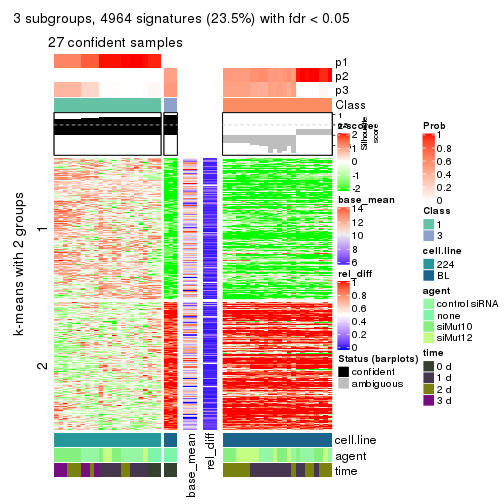 3 subgroups, 4964 signatures (23.5%) with fdr < 0.05
27 confident samples
p1
p2
p3
Class
1
Silhouette score
k-means with 2 groups
1
2
z-score
2
1
0
-1
-2
base_mean
14
12
10
8
6
rel_diff
1
0.8
0.6
0.4
0.2
0
Status (barplots)
confident
ambiguous
Prob
1
0.8
0.6
0.4
0.2
0
Class
1
3
cell.line
224
BL
agent
control siRNA
none
siMut10
siMut12
time
0 d
1 d
2 d
3 d
cell.line
agent
time
base_mean
rel_diff